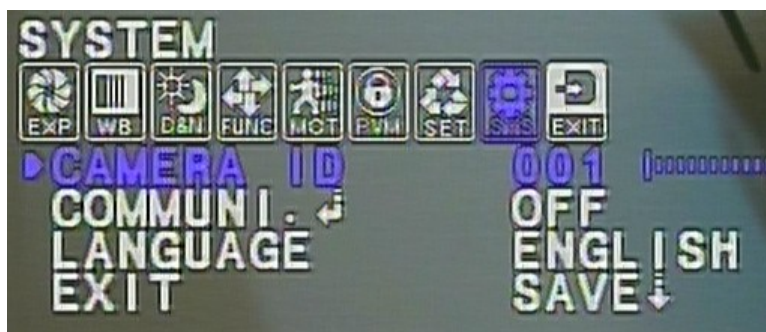 SYSTEM
EXP WB D&N FUNC MOT PVM SET SYS EXIT
CAMERA ID 001
COMMUNI. OFF
LANGUAGE ENGLISH
EXIT SAVE